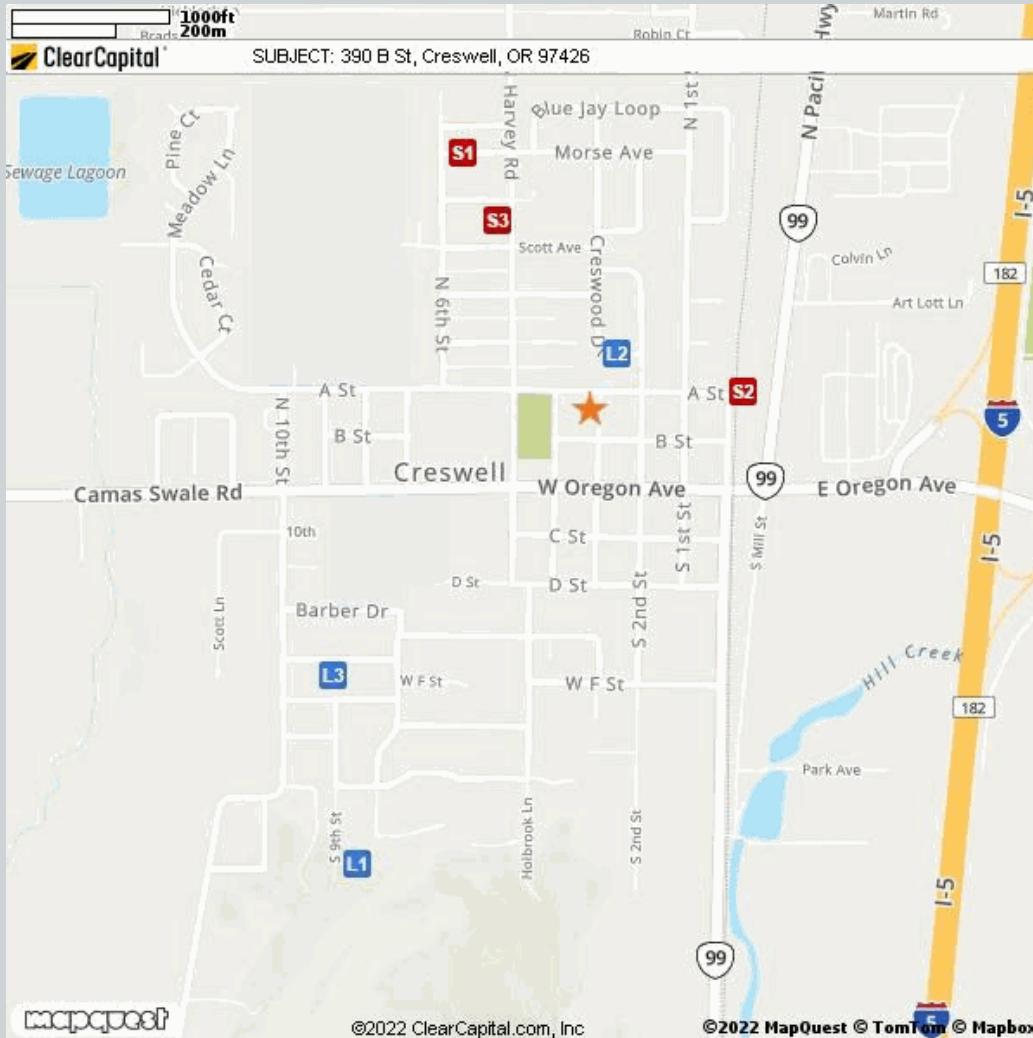 1000ft
200m
Robin Ct
Martin Rd
ClearCapital
SUBJECT: 390 B St, Creswell, OR 97426
Pine Ct
Meadow Ln
Sewage Lagoon
Harvey Rd
Blue Jay Loop
N 1st
N Pacif
Hwy
S1
Morse Ave
S3
Scott Ave
Creswood Dr
99
Colvin Ln
I-5
182
Art Lott Ln
Cedar Ct
N 6th St
L2
A St
A St
S2
5
N 10th St
B St
B St
Creswell
Camas Swale Rd
W Oregon Ave
99
E Oregon Ave
10th
C St
S 1st St
S Mill St
I-5
D St
D St
Scott Ln
Barber Dr
S 2nd St
Hill Creek
L3
W F St
W F St
182
Park Ave
S 9th St
L1
Holbrook Ln
S 2nd St
I-5
99
5
mapquest
©2022 ClearCapital.com, Inc
©2022 MapQuest © TomTom © Mapbox